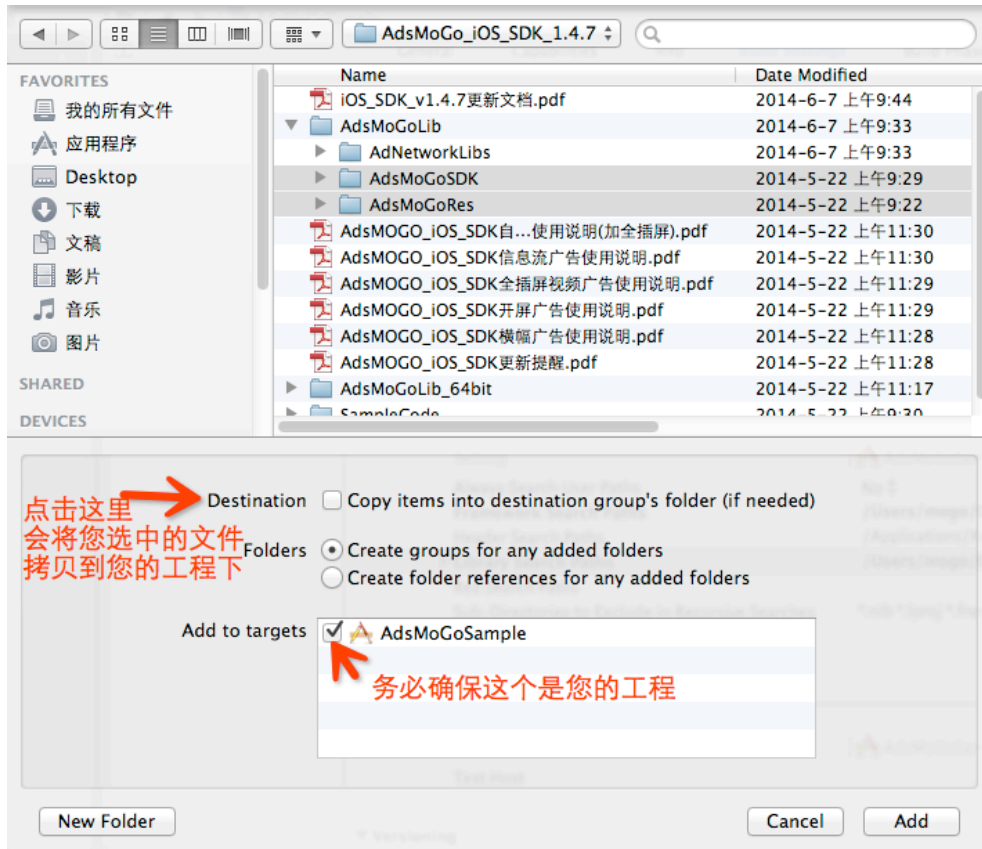 AdsMoGo_iOS_SDK_1.4.7
FAVORITES
我的所有文件
应用程序
Desktop
下载
文稿
影片
音乐
图片
SHARED
DEVICES
Name Date Modified
iOS_SDK_v1.4.7更新文档.pdf 2014-6-7 上午9:44
AdsMoGoLib 2014-6-7 上午9:33
AdNetworkLibs 2014-6-7 上午9:33
AdsMoGoSDK 2014-5-22 上午9:29
AdsMoGoRes 2014-5-22 上午9:22
AdsMOGO_iOS_SDK自...使用说明(加全插屏).pdf 2014-5-22 上午11:30
AdsMOGO_iOS_SDK信息流广告使用说明.pdf 2014-5-22 上午11:30
AdsMOGO_iOS_SDK全插屏视频广告使用说明.pdf 2014-5-22 上午11:29
AdsMOGO_iOS_SDK开屏广告使用说明.pdf 2014-5-22 上午11:29
AdsMOGO_iOS_SDK横幅广告使用说明.pdf 2014-5-22 上午11:28
AdsMOGO_iOS_SDK更新提醒.pdf 2014-5-22 上午11:28
AdsMoGoLib_64bit 2014-5-22 上午11:17
SampleCode 2014-5-22 上午9:30
点击这里
会将您选中的文件
拷贝到您的工程下
Destination Copy items into destination group's folder (if needed)
Folders Create groups for any added folders
Create folder references for any added folders
Add to targets AdsMoGoSample
务必确保这个是您的工程
Test Host
Versioning
New Folder Cancel Add